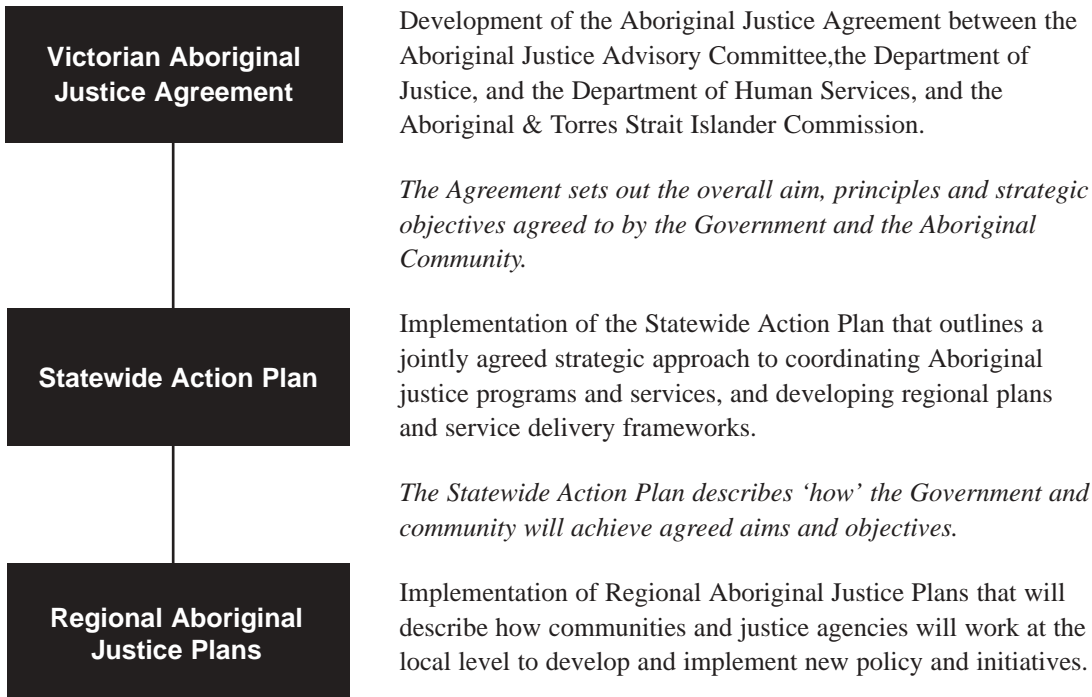 Victorian Aboriginal
Justice Agreement
Development of the Aboriginal Justice Agreement between the
Aboriginal Justice Advisory Committee,the Department of
Justice, and the Department of Human Services, and the
Aboriginal & Torres Strait Islander Commission.
The Agreement sets out the overall aim, principles and strategic
objectives agreed to by the Government and the Aboriginal
Community.
Statewide Action Plan
Implementation of the Statewide Action Plan that outlines a
jointly agreed strategic approach to coordinating Aboriginal
justice programs and services, and developing regional plans
and service delivery frameworks.
The Statewide Action Plan describes ‘how’ the Government and
community will achieve agreed aims and objectives.
Regional Aboriginal
Justice Plans
Implementation of Regional Aboriginal Justice Plans that will
describe how communities and justice agencies will work at the
local level to develop and implement new policy and initiatives.